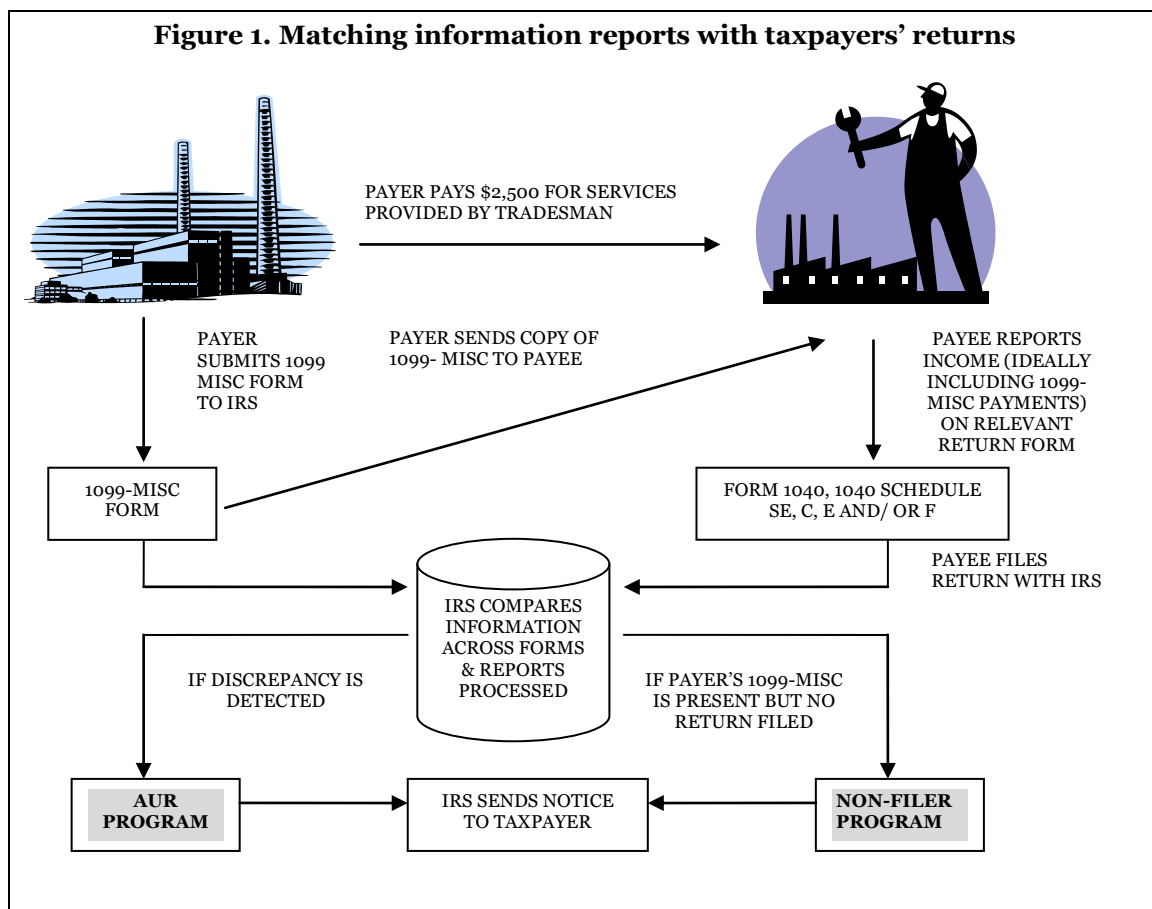 Figure 1. Matching information reports with taxpayers’ returns
PAYER PAYS $2,500 FOR SERVICES
PROVIDED BY TRADESMAN
PAYER
SUBMITS 1099
MISC FORM
TO IRS
PAYER SENDS COPY OF
1099- MISC TO PAYEE
PAYEE REPORTS
INCOME (IDEALLY
INCLUDING 1099-
MISC PAYMENTS)
ON RELEVANT
RETURN FORM
1099-MISC
FORM
FORM 1040, 1040 SCHEDULE
SE, C, E AND/ OR F
PAYEE FILES
RETURN WITH IRS
IRS COMPARES
INFORMATION
ACROSS FORMS
& REPORTS
PROCESSED
IF DISCREPANCY IS
DETECTED
IF PAYER’S 1099-MISC
IS PRESENT BUT NO
RETURN FILED
AUR
PROGRAM
IRS SENDS NOTICE
TO TAXPAYER
NON-FILER
PROGRAM